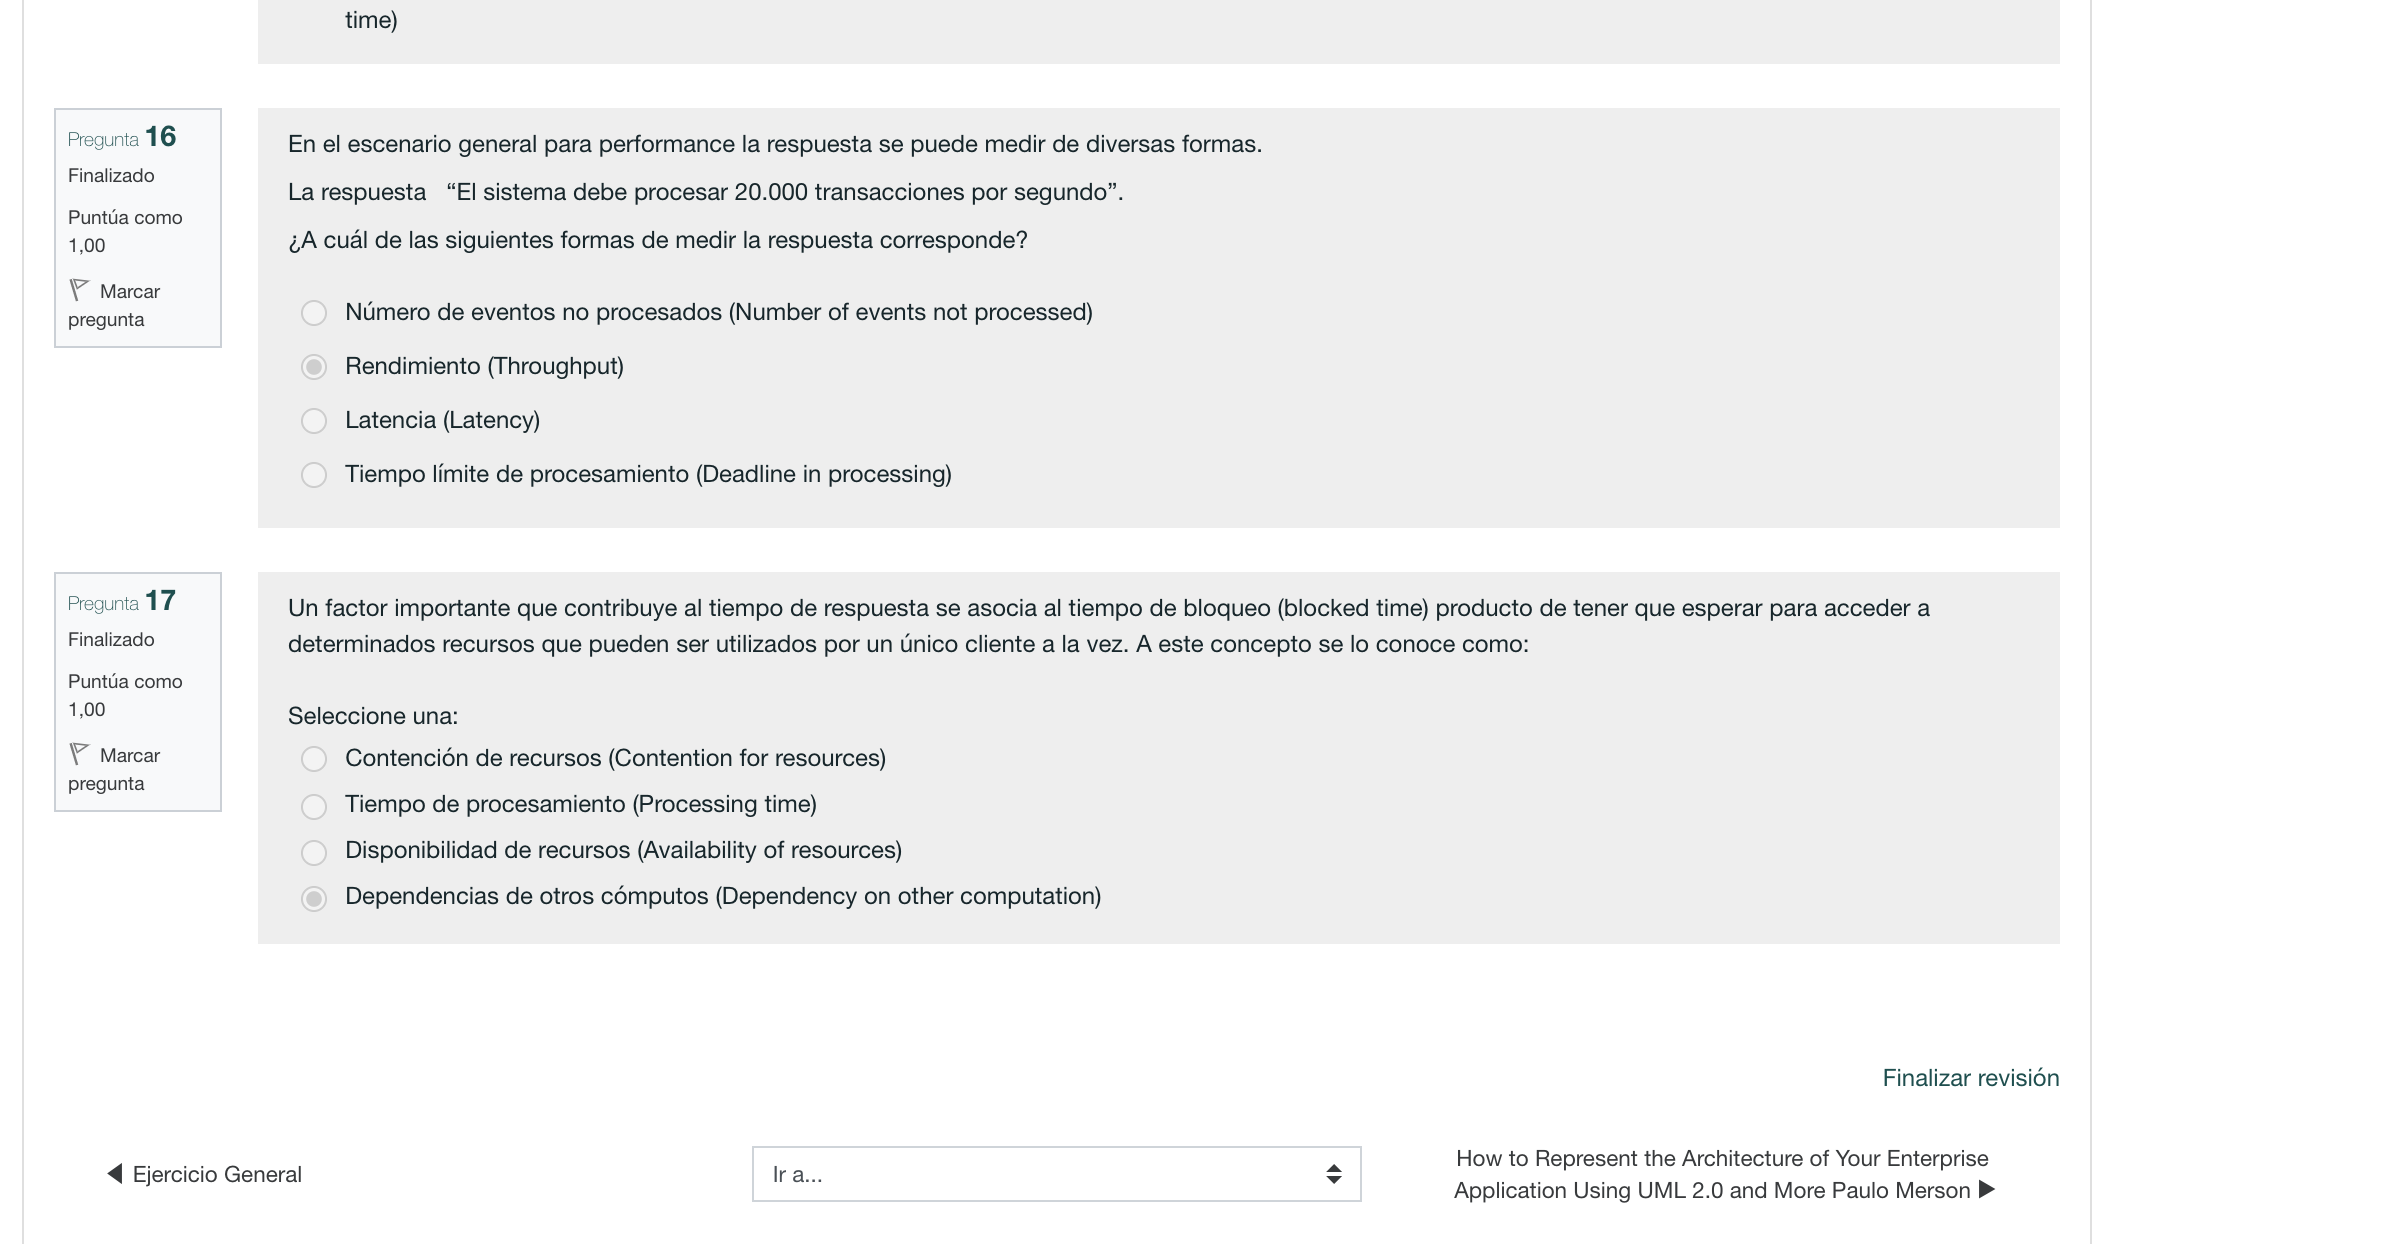 time)
Pregunta 16
Finalizado
Puntúa como
1,00
Marcar
pregunta
En el escenario general para performance la respuesta se puede medir de diversas formas.
La respuesta “El sistema debe procesar 20.000 transacciones por segundo”.
¿A cuál de las siguientes formas de medir la respuesta corresponde?
Número de eventos no procesados (Number of events not processed)
Rendimiento (Throughput)
Latencia (Latency)
Tiempo límite de procesamiento (Deadline in processing)
Pregunta 17
Finalizado
Puntúa como
1,00
Marcar
pregunta
Un factor importante que contribuye al tiempo de respuesta se asocia al tiempo de bloqueo (blocked time) producto de tener que esperar para acceder a
determinados recursos que pueden ser utilizados por un único cliente a la vez. A este concepto se lo conoce como:
Seleccione una:
Contención de recursos (Contention for resources)
Tiempo de procesamiento (Processing time)
Disponibilidad de recursos (Availability of resources)
Dependencias de otros cómputos (Dependency on other computation)
Finalizar revisión
◀ Ejercicio General
Ir a...
How to Represent the Architecture of Your Enterprise
Application Using UML 2.0 and More Paulo Merson ▶